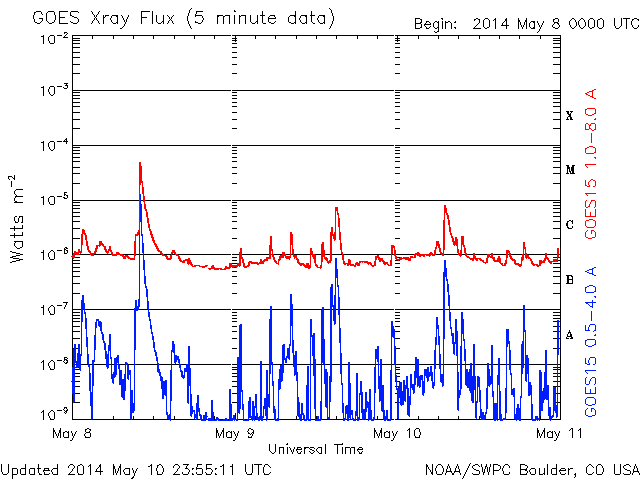 GOES Xray Flux (5 minute data)
Begin: 2014 May 8 0000 UTC
10⁻²
10⁻³
10⁻⁴
10⁻⁵
10⁻⁶
10⁻⁷
10⁻⁸
10⁻⁹
Watts m⁻²
X
M
C
B
A
GOES15 1.0-8.0 A
GOES15 0.5-4.0 A
May 8
May 9
May 10
May 11
Universal Time
Updated 2014 May 10 23:55:11 UTC
NOAA/SWPC Boulder, CO USA